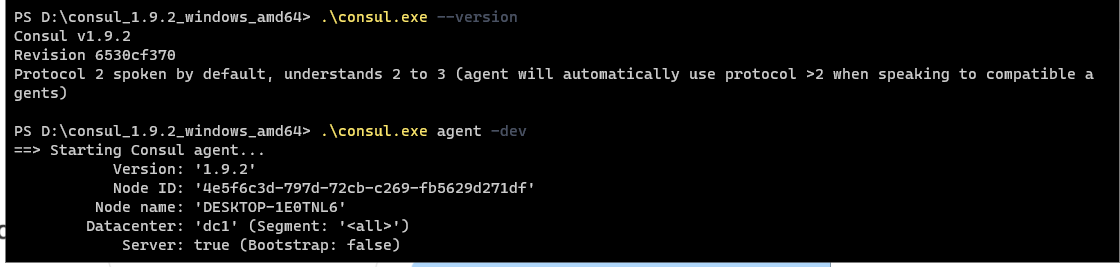 PS D:\consul_1.9.2_windows_amd64> .\consul.exe --version
Consul v1.9.2
Revision 6530cf370
Protocol 2 spoken by default, understands 2 to 3 (agent will automatically use protocol >2 when speaking to compatible a
gents)
PS D:\consul_1.9.2_windows_amd64> .\consul.exe agent -dev
==> Starting Consul agent...
Version: '1.9.2'
Node ID: '4e5f6c3d-797d-72cb-c269-fb5629d271df'
Node name: 'DESKTOP-1E0TNL6'
Datacenter: 'dc1' (Segment: '<all>')
Server: true (Bootstrap: false)